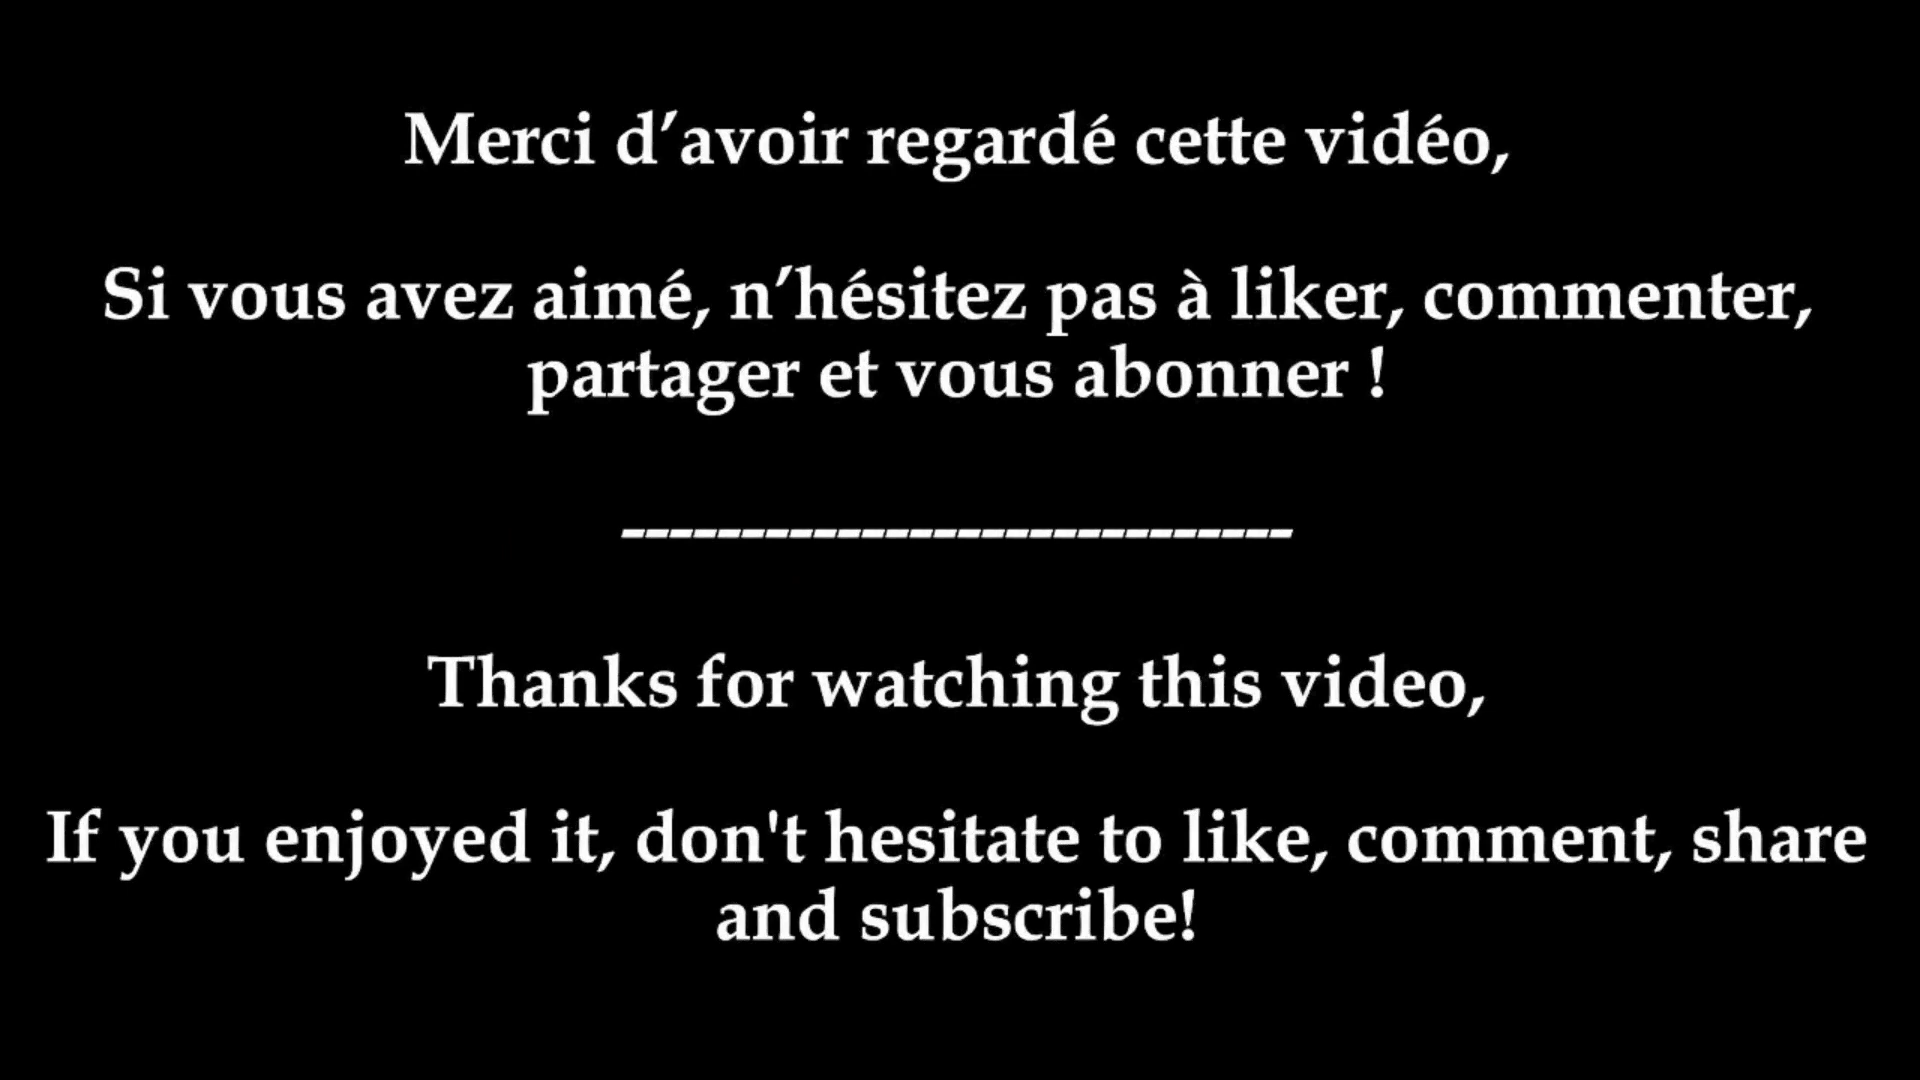 Merci d’avoir regardé cette vidéo,
Si vous avez aimé, n’hésitez pas à liker, commenter,
partager et vous abonner !
----------------------------
Thanks for watching this video,
If you enjoyed it, don't hesitate to like, comment, share
and subscribe!